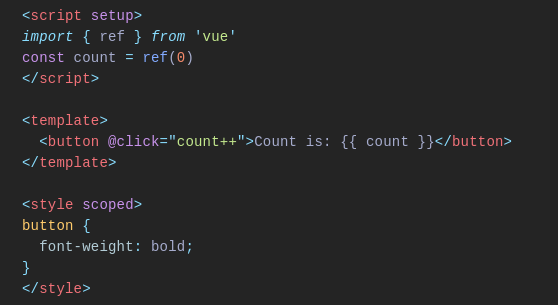 <script setup>
import { ref } from 'vue'
const count = ref(0)
</script>

<template>
  <button @click="count++">Count is: {{ count }}</button>
</template>

<style scoped>
button {
  font-weight: bold;
}
</style>